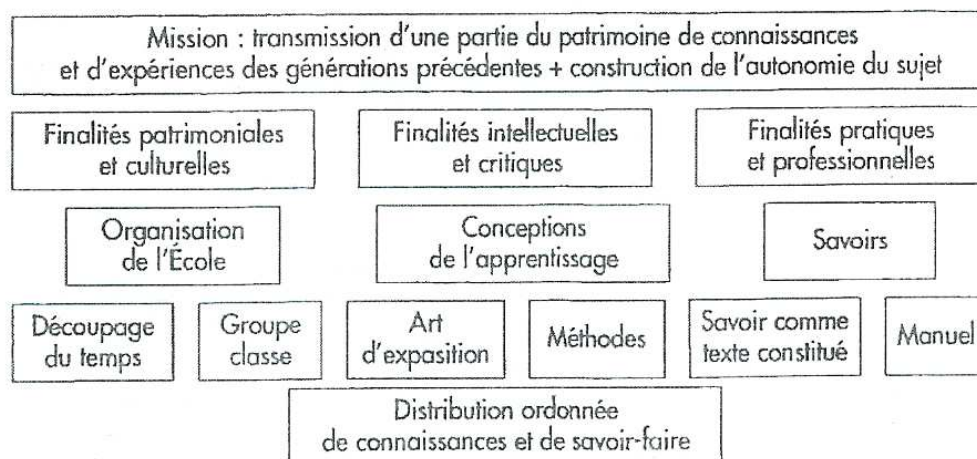 Mission : transmission d'une partie du patrimoine de connaissances
et d'expériences des générations précédentes + construction de l'autonomie du sujet
Finalités patrimoniales
et culturelles
Finalités intellectuelles
et critiques
Finalités pratiques
et professionnelles
Organisation
de l'École
Conceptions
de l'apprentissage
Savoirs
Découpage
du temps
Groupe
classe
Art
d'exposition
Méthodes
Savoir comme
texte constitué
Manuel
Distribution ordonnée
de connaissances et de savoir-faire